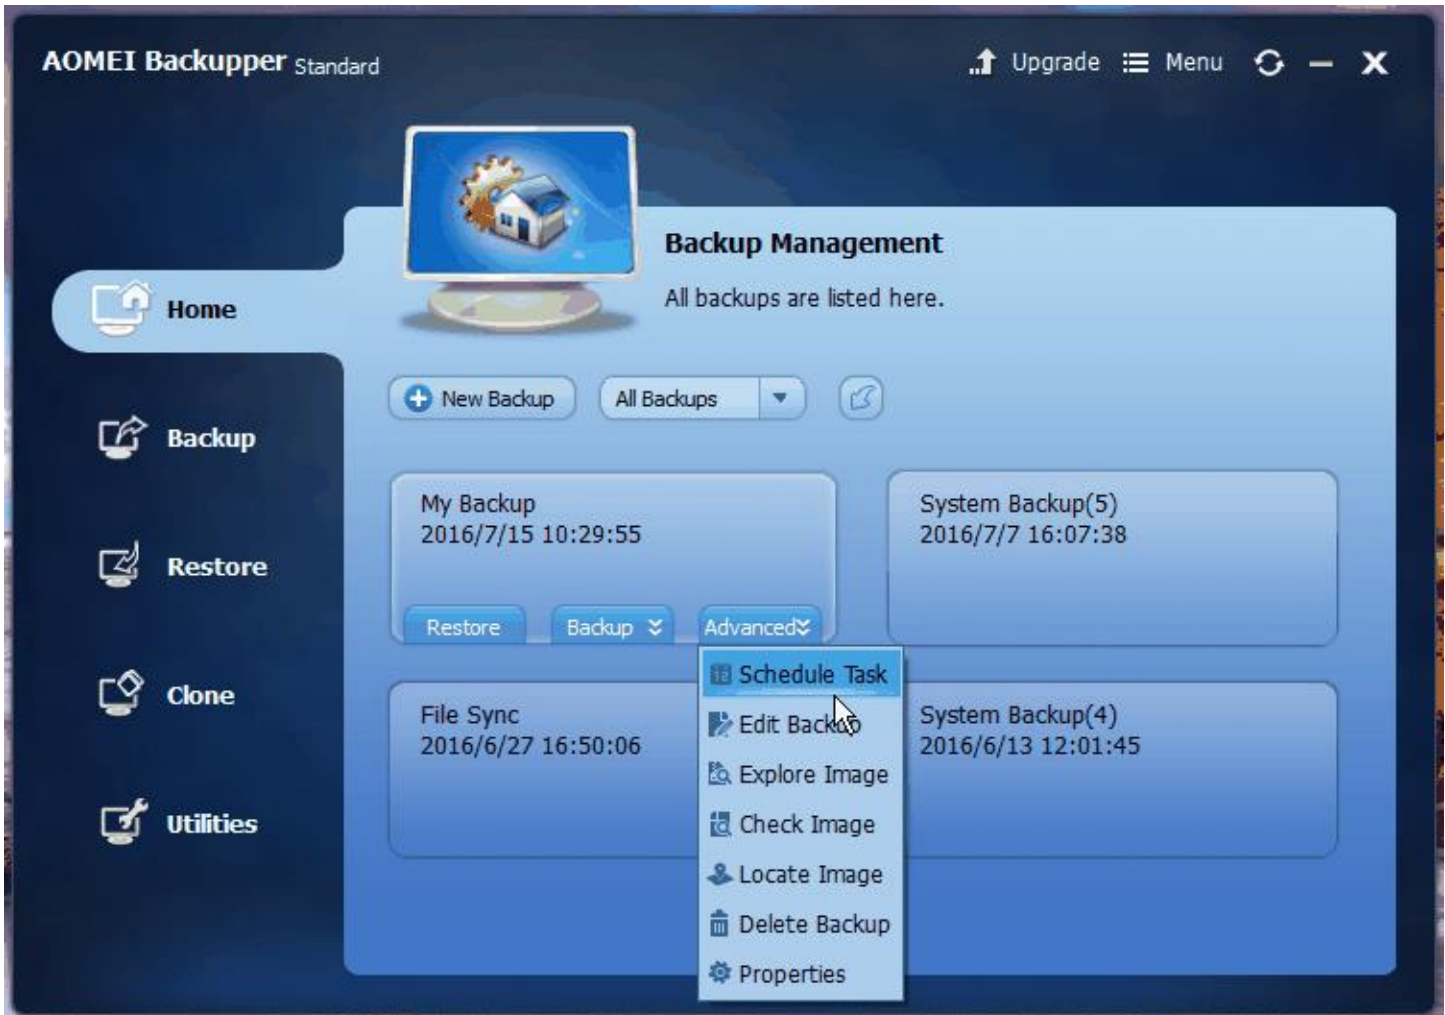 AOMEI Backupper Standard
Upgrade Menu
Backup Management
All backups are listed here.
Home
Backup
Restore
Clone
Utilities
New Backup All Backups
My Backup
2016/7/15 10:29:55
Restore Backup Advanced
System Backup(5)
2016/7/7 16:07:38
Schedule Task
Edit Backup
Explore Image
Check Image
Locate Image
Delete Backup
Properties
File Sync
2016/6/27 16:50:06
System Backup(4)
2016/6/13 12:01:45